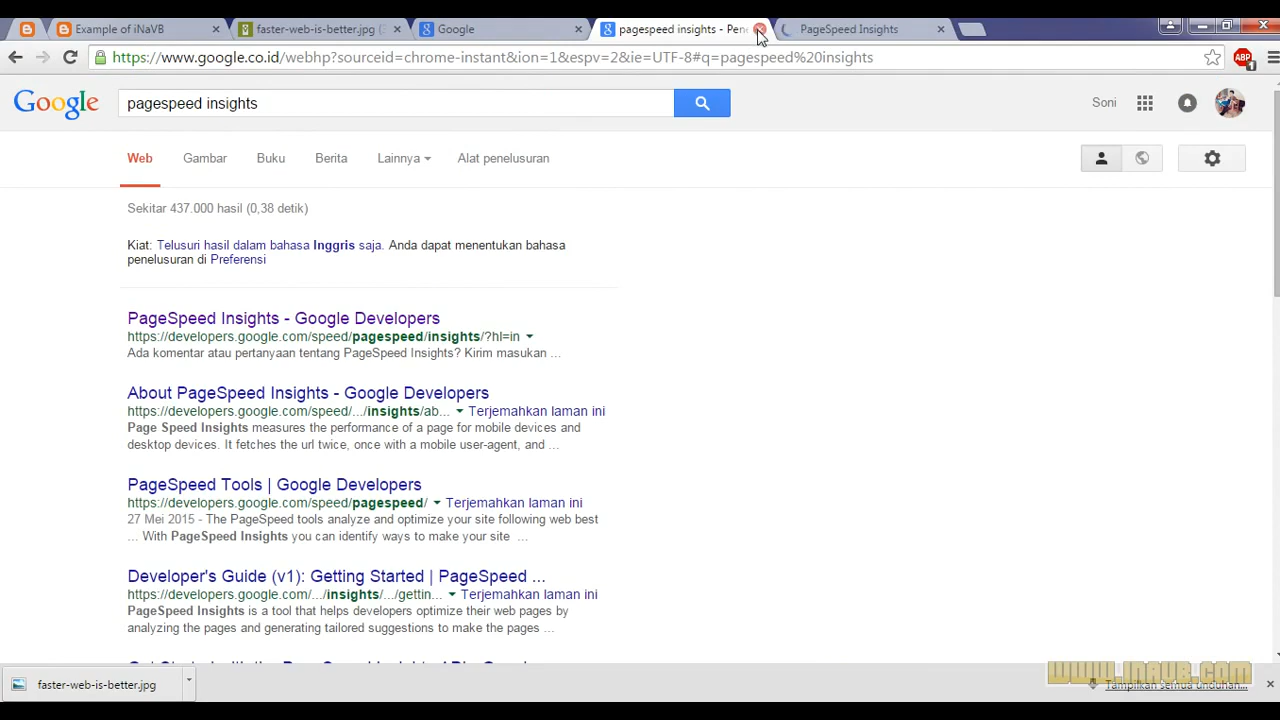 Example of iNaVB
faster-web-is-better.jpg (
Google
pagespeed insights - Pen
PageSpeed Insights
https://www.google.co.id/webhp?sourceid=chrome-instant&ion=1&espv=2&ie=UTF-8#q=pagespeed%20insights
ABP
1
Google
pagespeed insights
Soni
Web Gambar Buku Berita Lainnya Alat penelusuran
Sekitar 437.000 hasil (0,38 detik)
Kiat: Telusuri hasil dalam bahasa Inggris saja. Anda dapat menentukan bahasa
penelusuran di Preferensi
PageSpeed Insights - Google Developers
https://developers.google.com/speed/pagespeed/insights/?hl=in
Ada komentar atau pertanyaan tentang PageSpeed Insights? Kirim masukan ...
About PageSpeed Insights - Google Developers
https://developers.google.com/speed/.../insights/ab... Terjemahkan laman ini
Page Speed Insights measures the performance of a page for mobile devices and
desktop devices. It fetches the url twice, once with a mobile user-agent, and ...
PageSpeed Tools | Google Developers
https://developers.google.com/speed/pagespeed/ Terjemahkan laman ini
27 Mei 2015 - The PageSpeed tools analyze and optimize your site following web best
... With PageSpeed Insights you can identify ways to make your site ...
Developer's Guide (v1): Getting Started | PageSpeed ...
https://developers.google.com/.../insights/.../gettin... Terjemahkan laman ini
PageSpeed Insights is a tool that helps developers optimize their web pages by
analyzing the pages and generating tailored suggestions to make the pages ...
faster-web-is-better.jpg
www.inavb.com
Tampilkan semua unduhan...